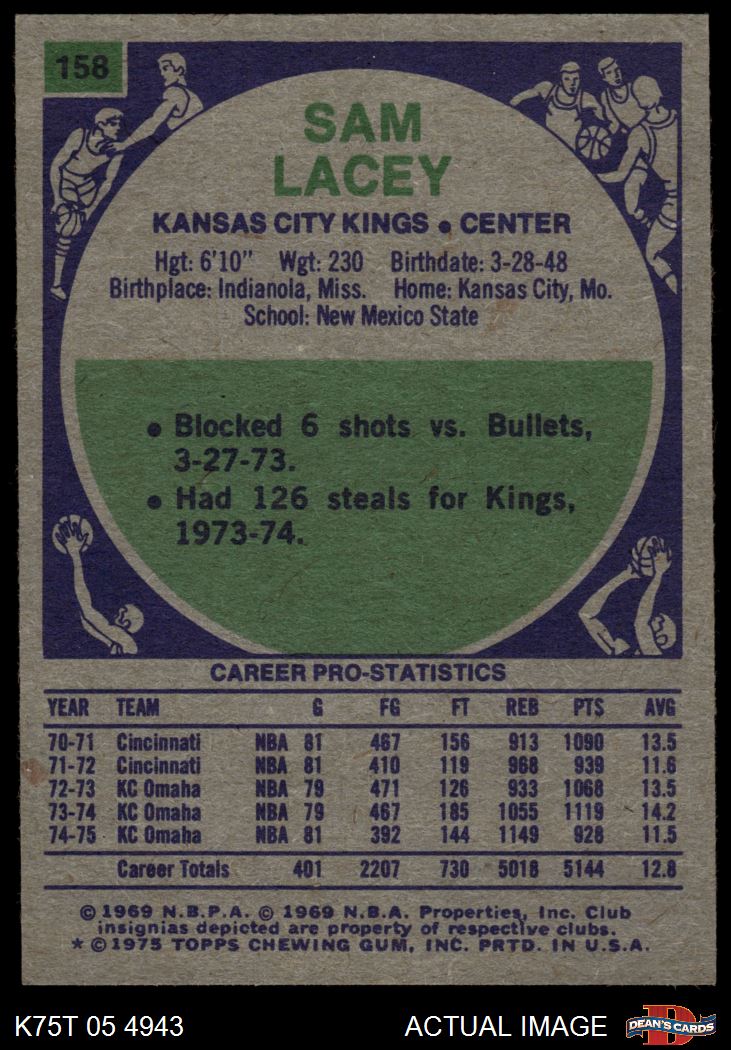 158
SAM
LACEY
KANSAS CITY KINGS • CENTER
Hgt: 6'10" Wgt: 230 Birthdate: 3-28-48
Birthplace: Indianola, Miss. Home: Kansas City, Mo.
School: New Mexico State
• Blocked 6 shots vs. Bullets,
3-27-73.
• Had 126 steals for Kings,
1973-74.
CAREER PRO-STATISTICS
YEAR TEAM G FG FT REB PTS AVG
70-71 Cincinnati NBA 81 467 156 913 1090 13.5
71-72 Cincinnati NBA 81 410 119 968 939 11.6
72-73 KC Omaha NBA 79 471 126 933 1068 13.5
73-74 KC Omaha NBA 79 467 185 1055 1119 14.2
74-75 KC Omaha NBA 81 392 144 1149 928 11.5
Career Totals 401 2207 730 5018 5144 12.8
© 1969 N.B.P.A. © 1969 N.B.A. Properties, Inc. Club
insignias depicted are property of respective clubs.
* © 1975 TOPPS CHEWING GUM, INC. PRTD. IN U.S.A.
K75T 05 4943 ACTUAL IMAGE D DEAN'S CARDS